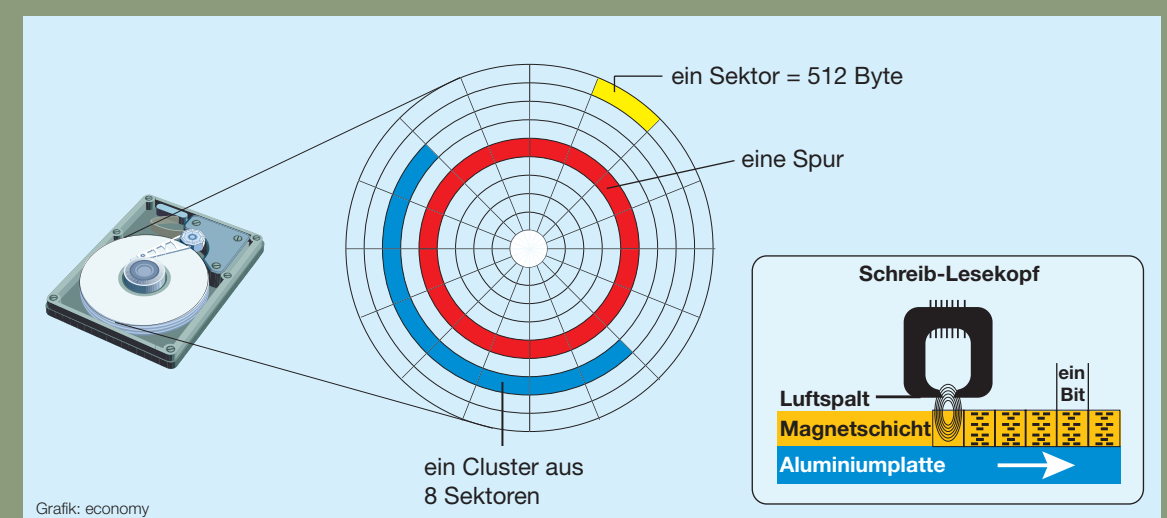 ein Sektor = 512 Byte
eine Spur
ein Cluster aus
8 Sektoren
Schreib-Lesekopf
ein
Bit
Luftspalt
Magnetschicht
Aluminiumplatte
Grafik: economy